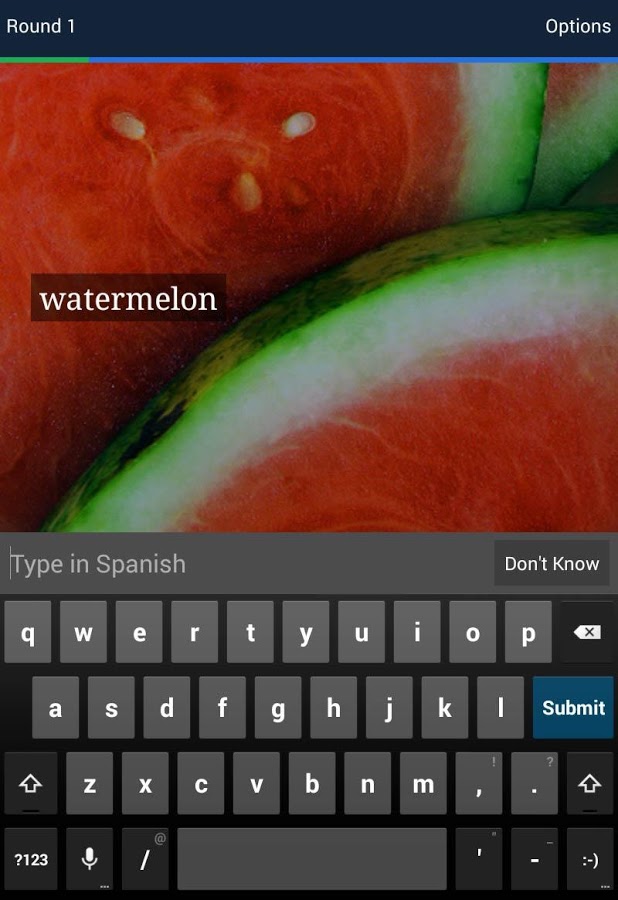 Round 1 Options
watermelon
Type in Spanish Don't Know
q w e r t y u i o p
a s d f g h j k l Submit
z x c v b n m , ! . ?
?123 / @ ' " - _ :-)